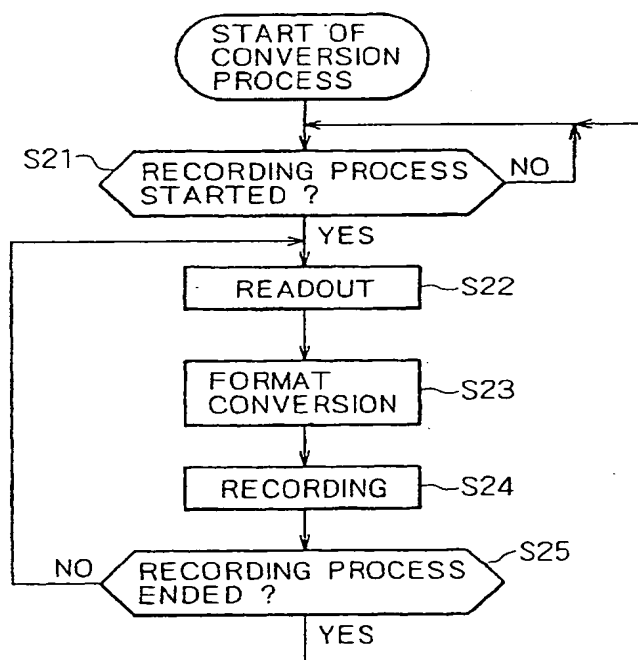 START OF
CONVERSION
PROCESS
S21
RECORDING PROCESS
STARTED ?
NO
YES
READOUT
S22
FORMAT
CONVERSION
S23
RECORDING
S24
S25
NO
RECORDING PROCESS
ENDED ?
YES